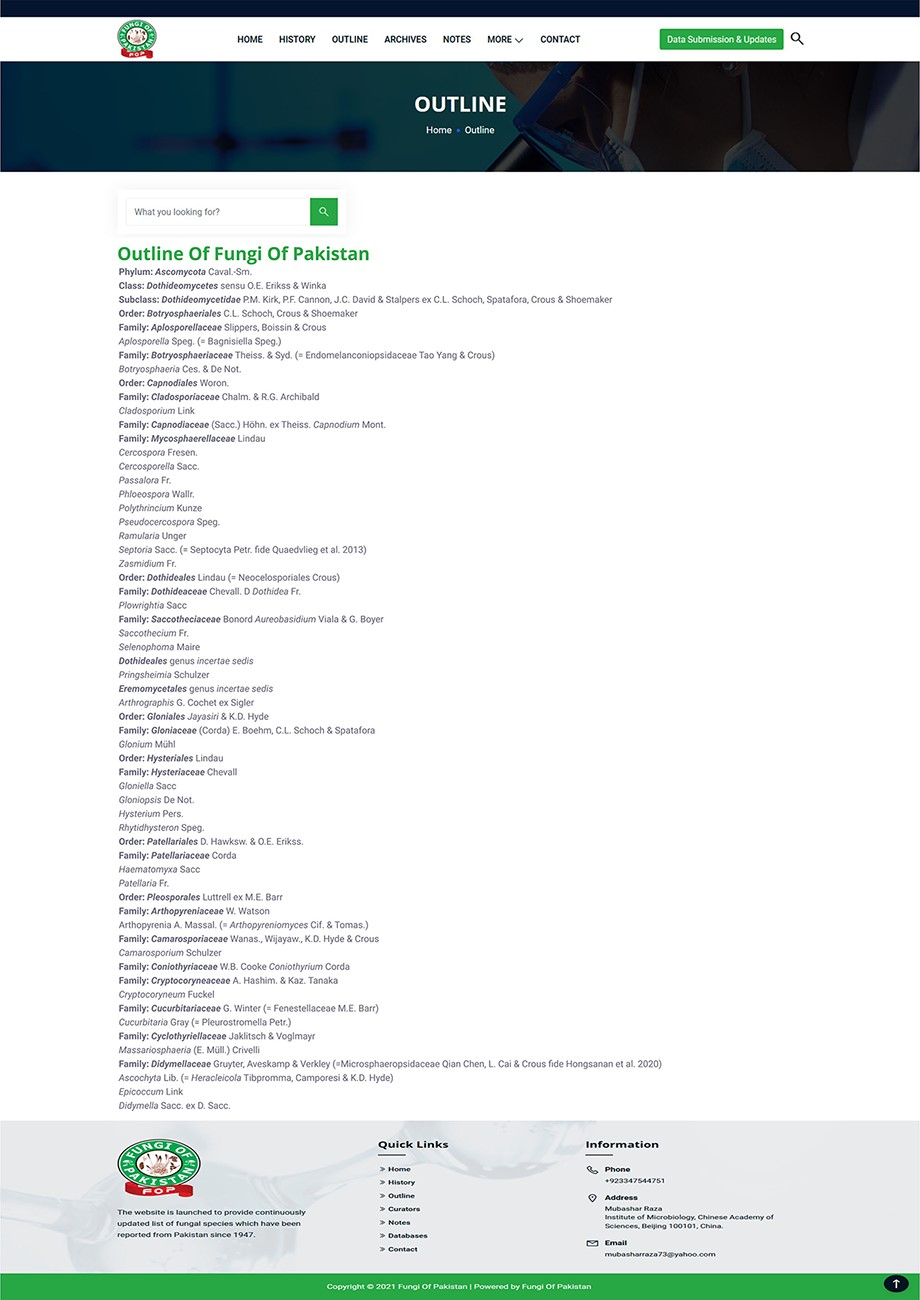 FUNGI OF PAKISTAN
FOP
HOME HISTORY OUTLINE ARCHIVES NOTES MORE CONTACT
Data Submission & Updates
OUTLINE
Home • Outline
What you looking for?
Outline Of Fungi Of Pakistan
Phylum: Ascomycota Caval.-Sm.
Class: Dothideomycetes sensu O.E. Erikss & Winka
Subclass: Dothideomycetidae P.M. Kirk, P.F. Cannon, J.C. David & Stalpers ex C.L. Schoch, Spatafora, Crous & Shoemaker
Order: Botryosphaeriales C.L. Schoch, Crous & Shoemaker
Family: Aplosporellaceae Slippers, Boissin & Crous
Aplosporella Speg. (= Bagnisiella Speg.)
Family: Botryosphaeriaceae Theiss. & Syd. (= Endomelanconiopsidaceae Tao Yang & Crous)
Botryosphaeria Ces. & De Not.
Order: Capnodiales Woron.
Family: Cladosporiaceae Chalm. & R.G. Archibald
Cladosporium Link
Family: Capnodiaceae (Sacc.) Höhn. ex Theiss. Capnodium Mont.
Family: Mycosphaerellaceae Lindau
Cercospora Fresen.
Cercosporella Sacc.
Passalora Fr.
Phloeospora Wallr.
Polythrincium Kunze
Pseudocercospora Speg.
Ramularia Unger
Septoria Sacc. (= Septocyta Petr. fide Quaedvlieg et al. 2013)
Zasmidium Fr.
Order: Dothideales Lindau (= Neocelosporiales Crous)
Family: Dothideaceae Chevall. D Dothidea Fr.
Plowrightia Sacc
Family: Saccotheciaceae Bonord Aureobasidium Viala & G. Boyer
Saccothecium Fr.
Selenophoma Maire
Dothideales genus incertae sedis
Pringsheimia Schulzer
Eremomycetales genus incertae sedis
Arthrographis G. Cochet ex Sigler
Order: Gloniales Jayasiri & K.D. Hyde
Family: Gloniaceae (Corda) E. Boehm, C.L. Schoch & Spatafora
Glonium Mühl
Order: Hysteriales Lindau
Family: Hysteriaceae Chevall
Gloniella Sacc
Gloniopsis De Not.
Hysterium Pers.
Rhytidhysteron Speg.
Order: Patellariales D. Hawksw. & O.E. Erikss.
Family: Patellariaceae Corda
Haematomyxa Sacc
Patellaria Fr.
Order: Pleosporales Luttrell ex M.E. Barr
Family: Arthopyreniaceae W. Watson
Arthopyrenia A. Massal. (= Arthopyreniomyces Cif. & Tomas.)
Family: Camarosporiaceae Wanas., Wijayaw., K.D. Hyde & Crous
Camarosporium Schulzer
Family: Coniothyriaceae W.B. Cooke Coniothyrium Corda
Family: Cryptocoryneaceae A. Hashim. & Kaz. Tanaka
Cryptocoryneum Fuckel
Family: Cucurbitariaceae G. Winter (= Fenestellaceae M.E. Barr)
Cucurbitaria Gray (= Pleurostromella Petr.)
Family: Cyclothyriellaceae Jaklitsch & Voglmayr
Massariosphaeria (E. Müll.) Crivelli
Family: Didymellaceae Gruyter, Aveskamp & Verkley (=Microsphaeropsidaceae Qian Chen, L. Cai & Crous fide Hongsanan et al. 2020)
Ascochyta Lib. (= Heracleicola Tibpromma, Camporesi & K.D. Hyde)
Epicoccum Link
Didymella Sacc. ex D. Sacc.
FUNGI OF PAKISTAN
FOP
The website is launched to provide continuously
updated list of fungal species which have been
reported from Pakistan since 1947.
Quick Links
» Home
» History
» Outline
» Curators
» Notes
» Databases
» Contact
Information
Phone
+923347544751
Address
Mubashar Raza
Institute of Microbiology, Chinese Academy of
Sciences, Beijing 100101, China.
Email
mubasharraza73@yahoo.com
Copyright © 2021 Fungi Of Pakistan | Powered by Fungi Of Pakistan